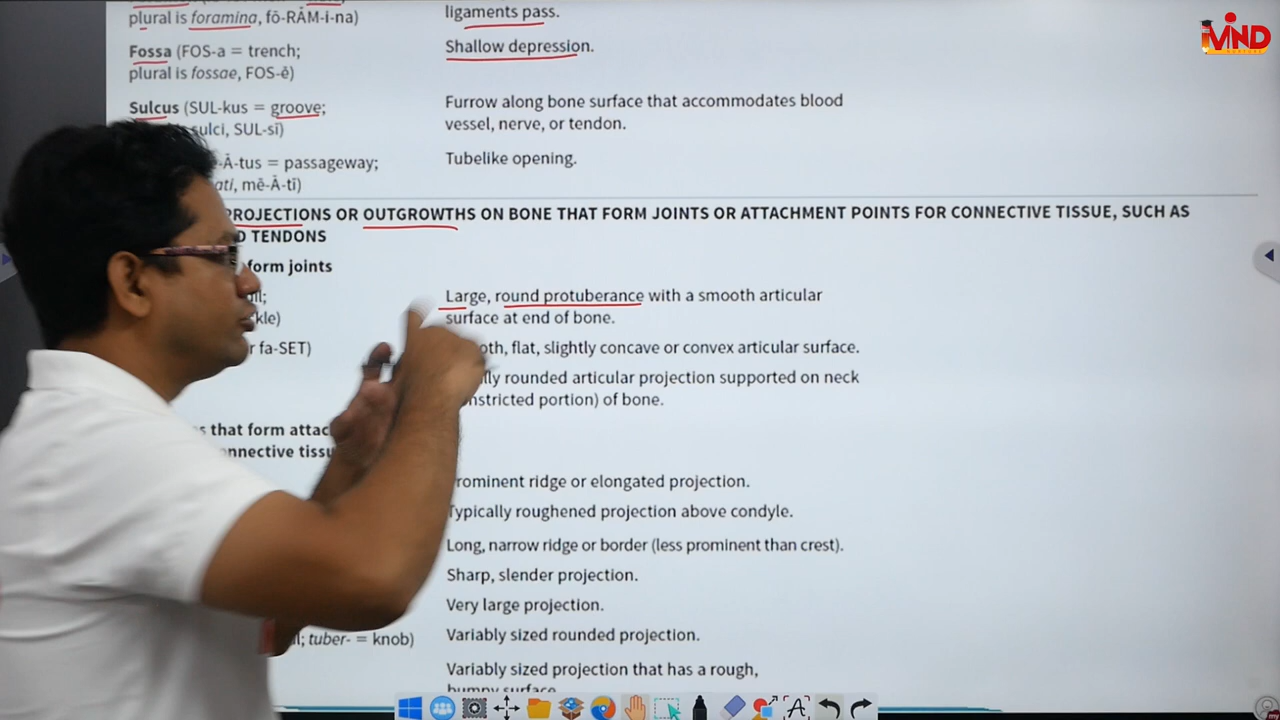 plural is foramina, fō-RĂM-i-na)
ligaments pass.
Fossa (FOS-a = trench;
plural is fossae, FOS-ē)
Shallow depression.
Sulcus (SUL-kus = groove;
sulci, SUL-sī)
Furrow along bone surface that accommodates blood
vessel, nerve, or tendon.
-Ā-tus = passageway;
ati, mē-Ā-tī)
Tubelike opening.
PROJECTIONS OR OUTGROWTHS ON BONE THAT FORM JOINTS OR ATTACHMENT POINTS FOR CONNECTIVE TISSUE, SUCH AS
D TENDONS
form joints
Large, round protuberance with a smooth articular
surface at end of bone.
kle)
r fa-SET)
oth, flat, slightly concave or convex articular surface.
lly rounded articular projection supported on neck
nstricted portion) of bone.
s that form attac
nnective tissu
rominent ridge or elongated projection.
Typically roughened projection above condyle.
Long, narrow ridge or border (less prominent than crest).
Sharp, slender projection.
Very large projection.
l; tuber- = knob)
Variably sized rounded projection.
Variably sized projection that has a rough,
bumpy surface
MIND